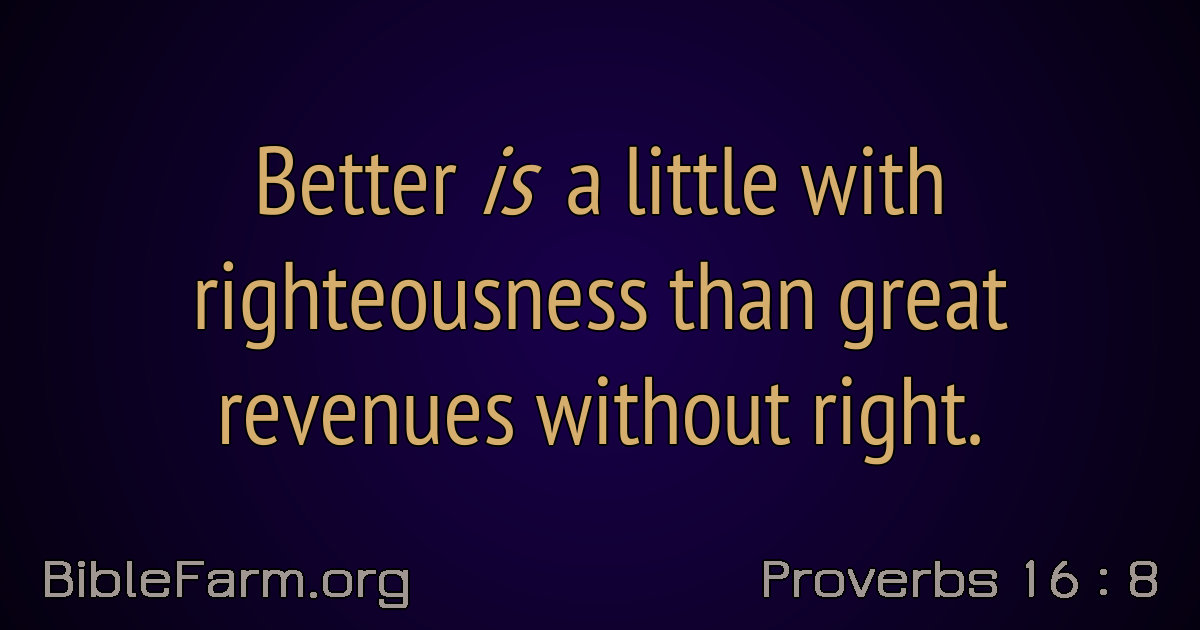 Better is a little with
righteousness than great
revenues without right.
BibleFarm.org
Proverbs 16 : 8